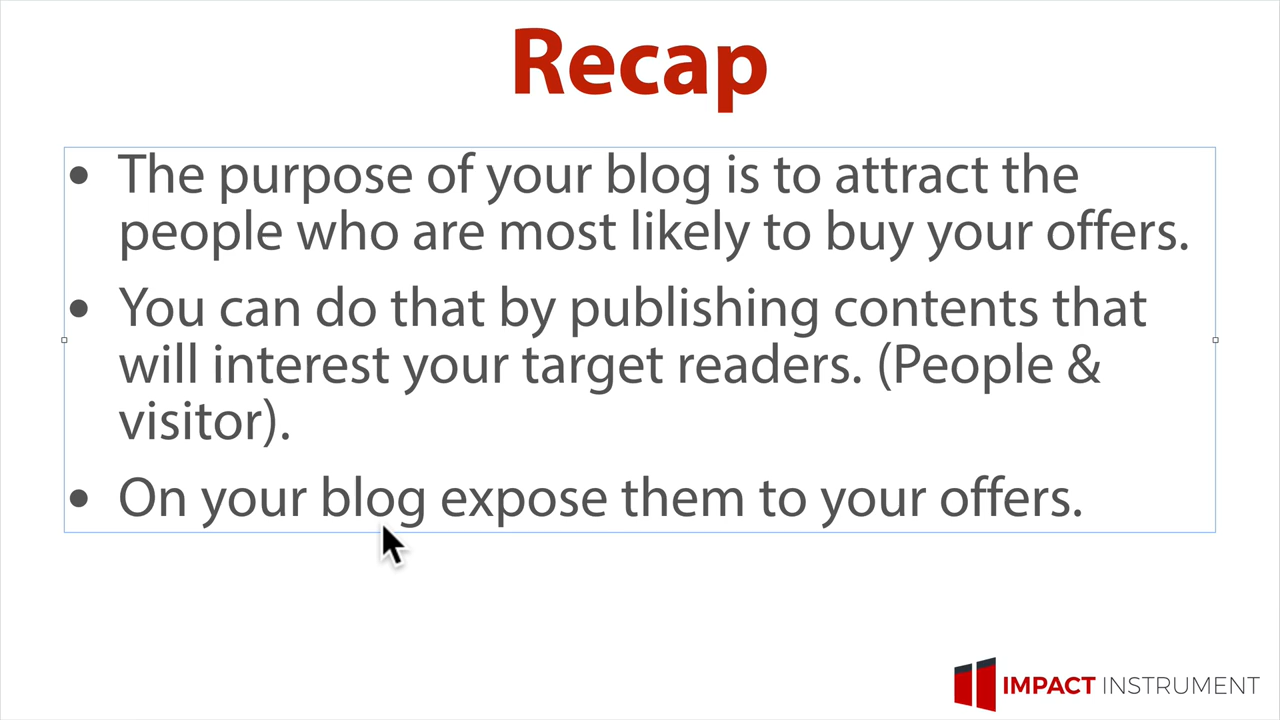 Recap
• The purpose of your blog is to attract the
people who are most likely to buy your offers.
• You can do that by publishing contents that
will interest your target readers. (People &
visitor).
• On your blog expose them to your offers.
IMPACT INSTRUMENT